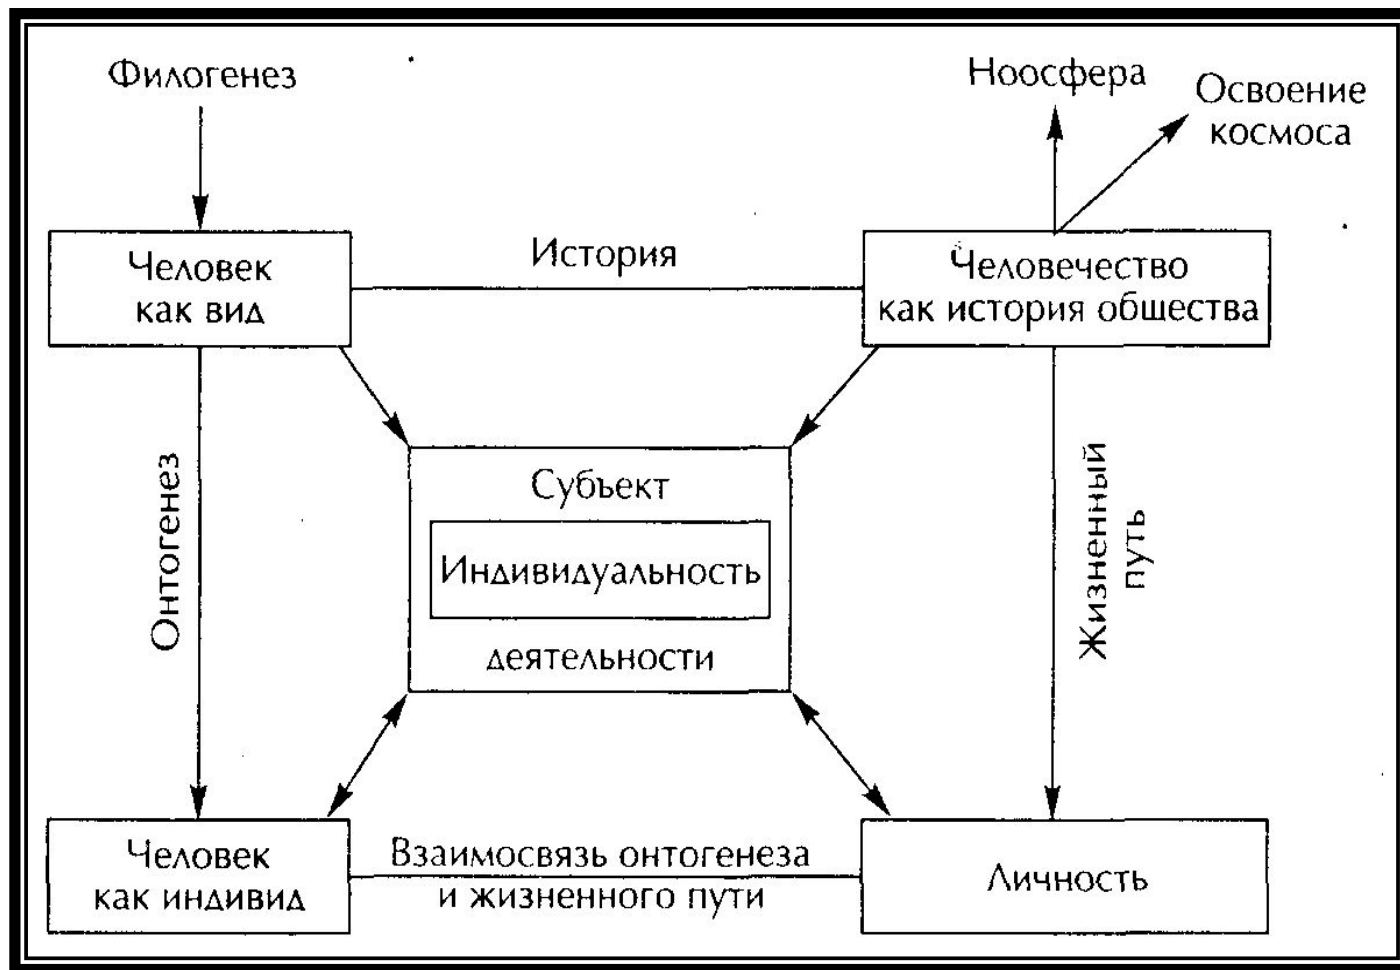 Филогенез
Ноосфера
Освоение
космоса
Человек
как вид
История
Человечество
как история общества
Онтогенез
Субъект
Индивидуальность
деятельности
Жизненный
путь
Человек
как индивид
Взаимосвязь онтогенеза
и жизненного пути
Личность